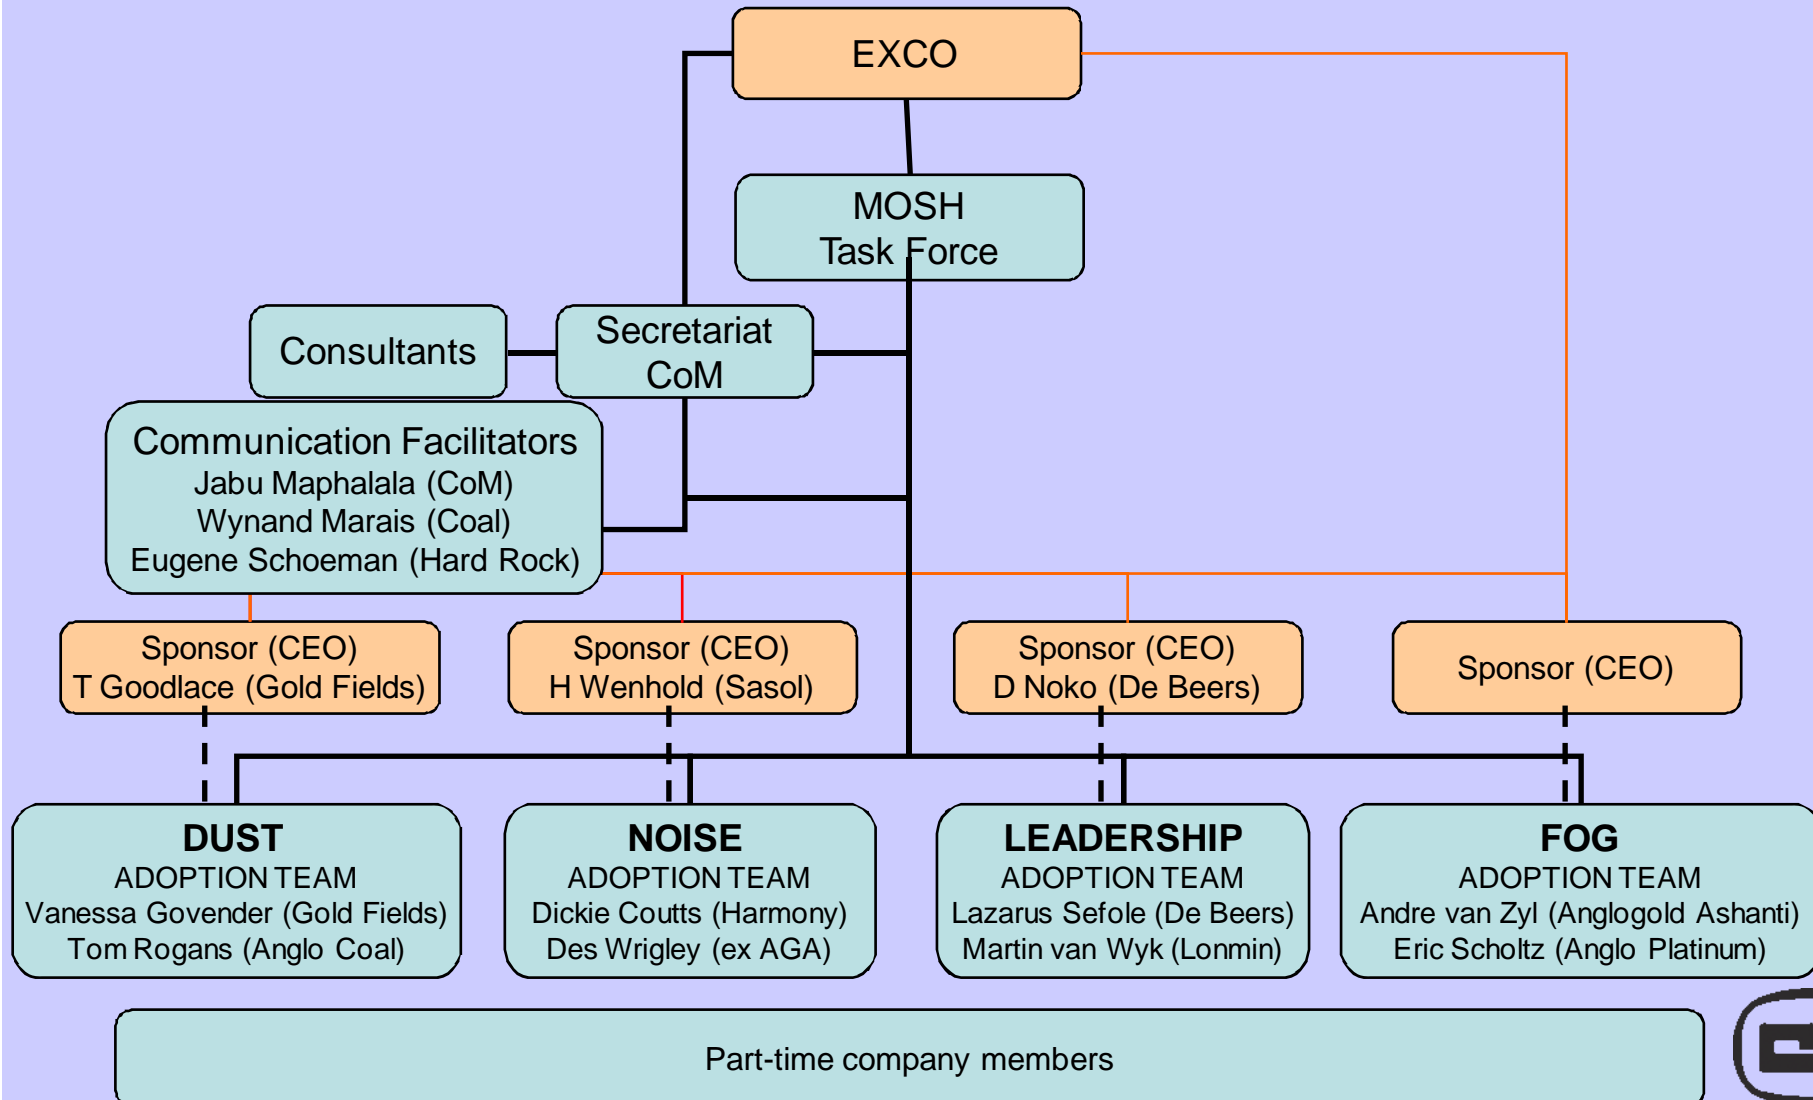 EXCO
MOSH
Task Force
Consultants
Secretariat
CoM
Communication Facilitators
Jabu Maphalala (CoM)
Wynand Marais (Coal)
Eugene Schoeman (Hard Rock)
Sponsor (CEO)
T Goodlace (Gold Fields)
Sponsor (CEO)
H Wenhold (Sasol)
Sponsor (CEO)
D Noko (De Beers)
Sponsor (CEO)
DUST
ADOPTION TEAM
Vanessa Govender (Gold Fields)
Tom Rogans (Anglo Coal)
NOISE
ADOPTION TEAM
Dickie Coutts (Harmony)
Des Wrigley (ex AGA)
LEADERSHIP
ADOPTION TEAM
Lazarus Sefole (De Beers)
Martin van Wyk (Lonmin)
FOG
ADOPTION TEAM
Andre van Zyl (Anglogold Ashanti)
Eric Scholtz (Anglo Platinum)
Part-time company members